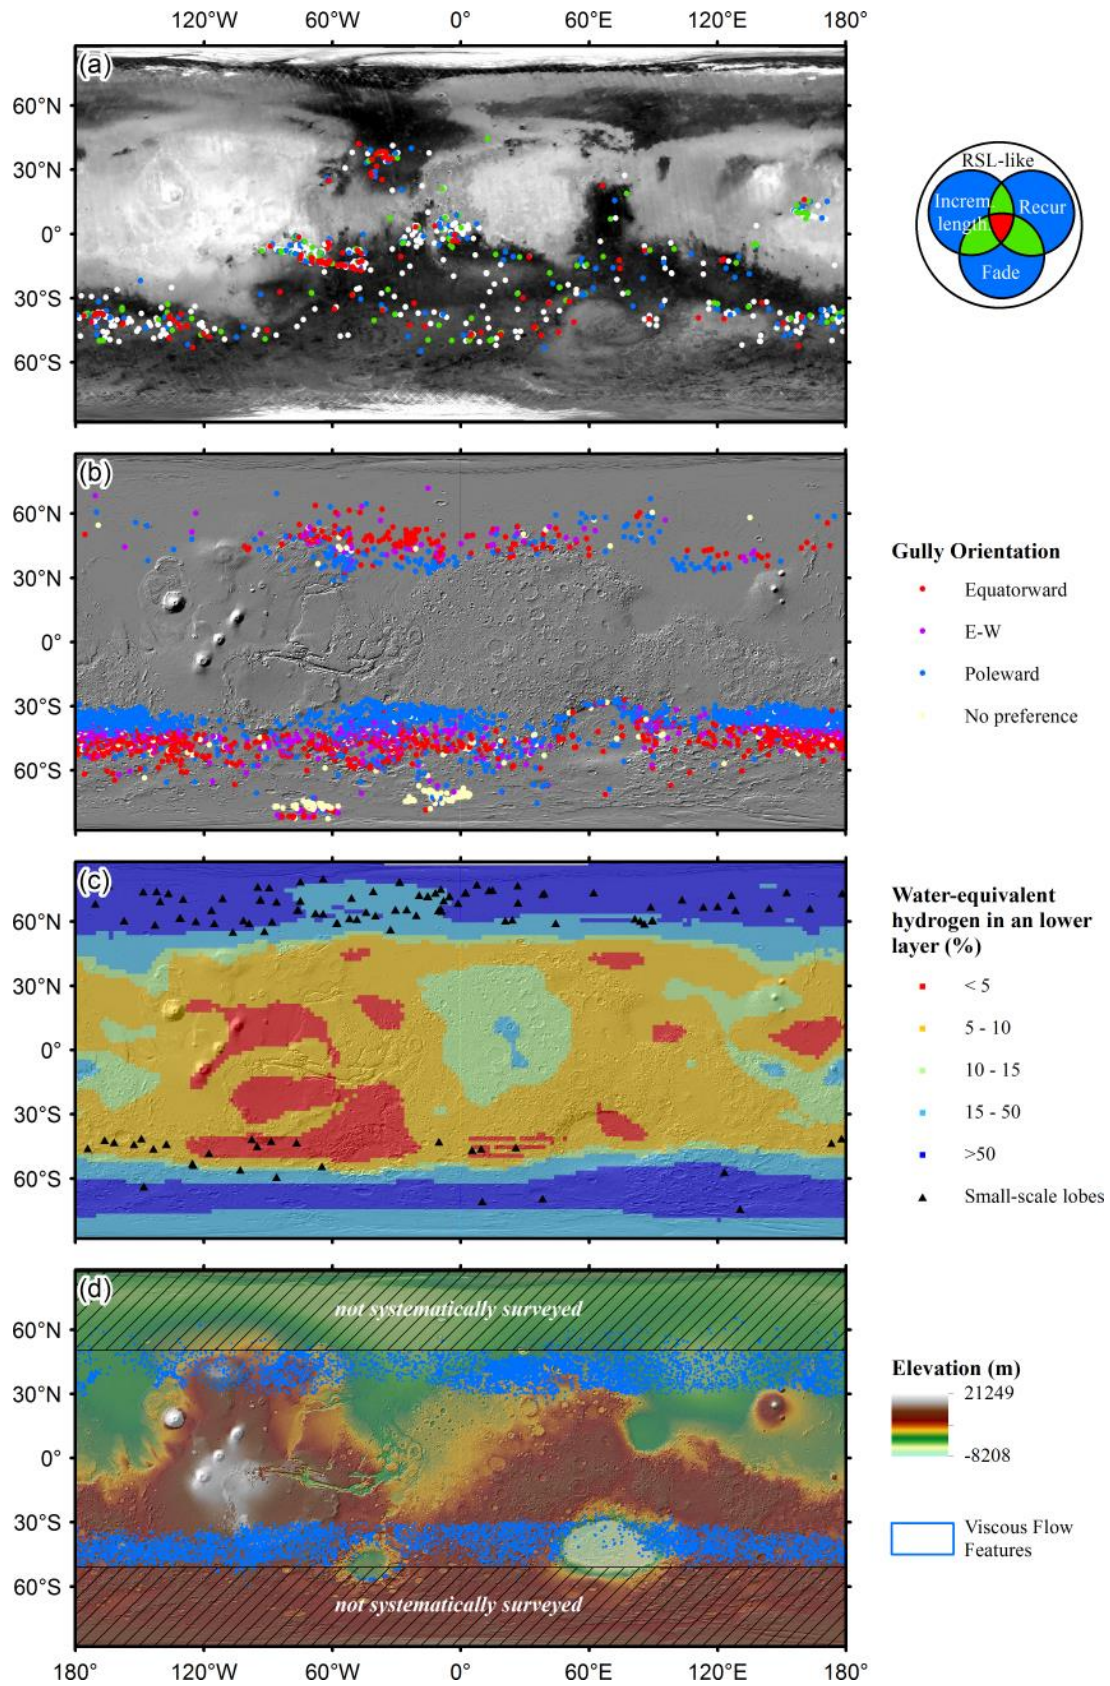 120°W 60°W 0° 60°E 120°E 180°
(a)
60°N
30°N
0°
30°S
60°S
RSL-like
Increm. Recur
length.
Fade
(b)
60°N
30°N
0°
30°S
60°S
Gully Orientation
Equatorward
E-W
Poleward
No preference
(c)
60°N
30°N
0°
30°S
60°S
Water-equivalent
hydrogen in an lower
layer (%)
< 5
5 - 10
10 - 15
15 - 50
>50
Small-scale lobes
(d)
not systematically surveyed
60°N
30°N
0°
30°S
60°S
not systematically surveyed
Elevation (m)
21249
-8208
Viscous Flow
Features
180° 120°W 60°W 0° 60°E 120°E 180°